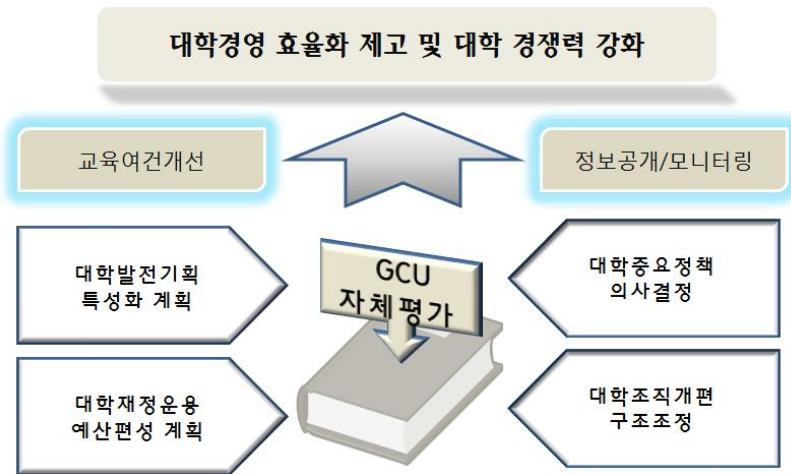 대학경영 효율화 제고 및 대학 경쟁력 강화
교육여건개선
정보공개/모니터링
대학발전기획
특성화 계획
GCU
자체평가
대학중요정책
의사결정
대학재정운용
예산편성 계획
대학조직개편
구조조정